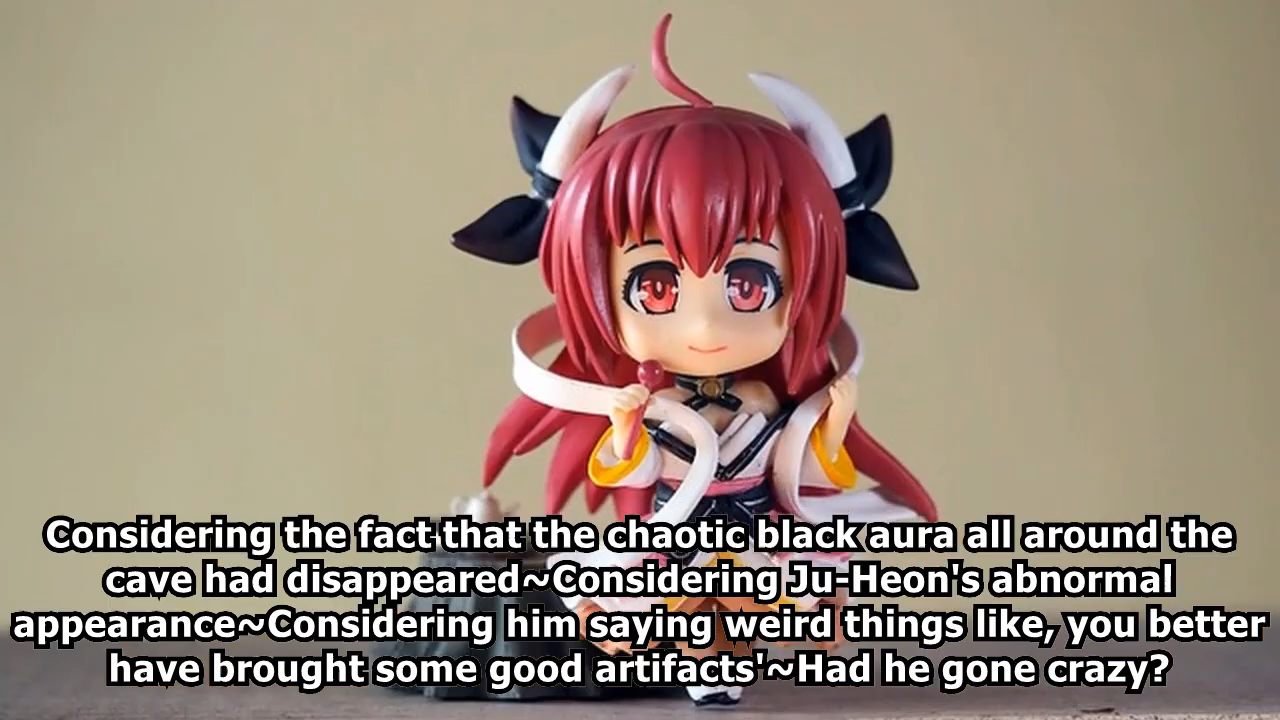 Considering the fact that the chaotic black aura all around the
cave had disappeared~Considering Ju-Heon's abnormal
appearance~Considering him saying weird things like, you better
have brought some good artifacts'~Had he gone crazy?